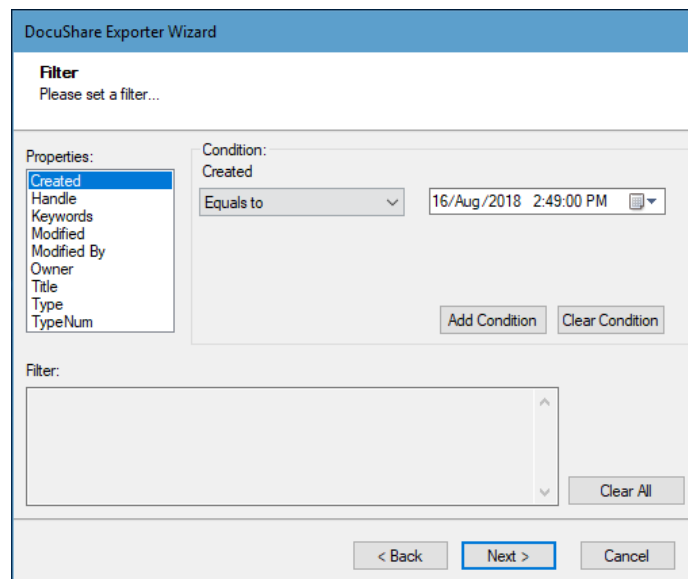 DocuShare Exporter Wizard
Filter
Please set a filter...
Properties:
Created
Handle
Keywords
Modified
Modified By
Owner
Title
Type
TypeNum
Condition:
Created
Equals to
16/Aug/2018 2:49:00 PM
Add Condition
Clear Condition
Filter:
Clear All
< Back
Next >
Cancel